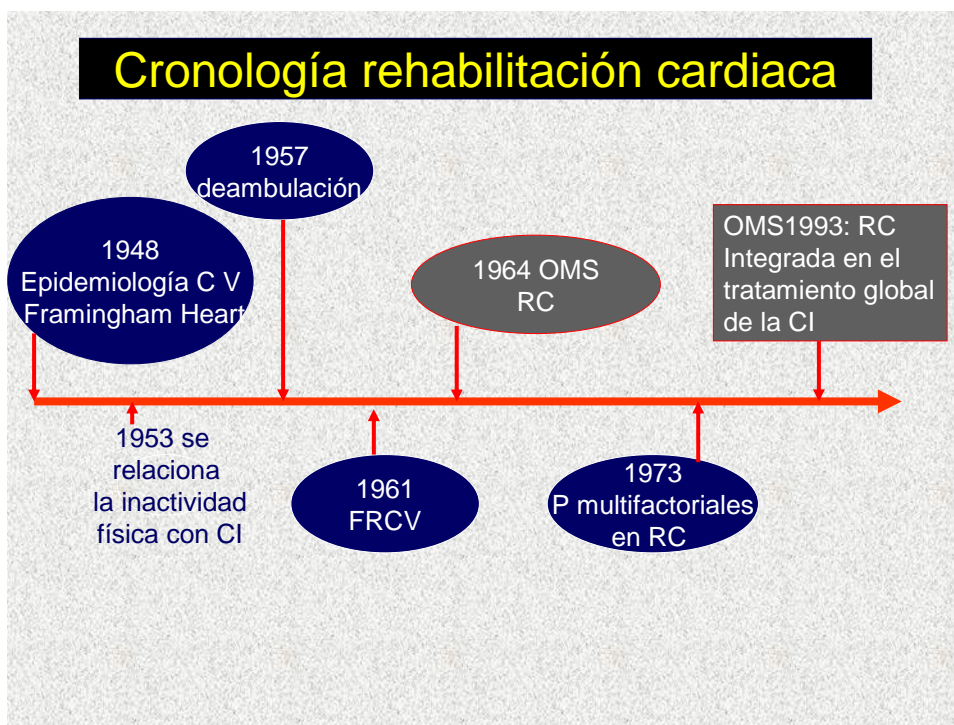 Cronología rehabilitación cardiaca
1957
deambulación
1948
Epidemiología C V
Framingham Heart
1964 OMS
RC
OMS1993: RC
Integrada en el
tratamiento global
de la CI
1953 se
relaciona
la inactividad
física con CI
1961
FRCV
1973
P multifactoriales
en RC